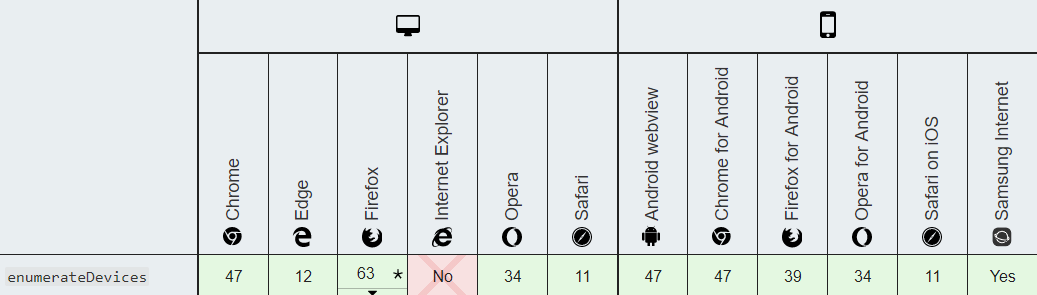 Chrome
Edge
Firefox
Internet Explorer
Opera
Safari
Android webview
Chrome for Android
Firefox for Android
Opera for Android
Safari on iOS
Samsung Internet
enumerateDevices 47 12 63 * No 34 11 47 47 39 34 11 Yes